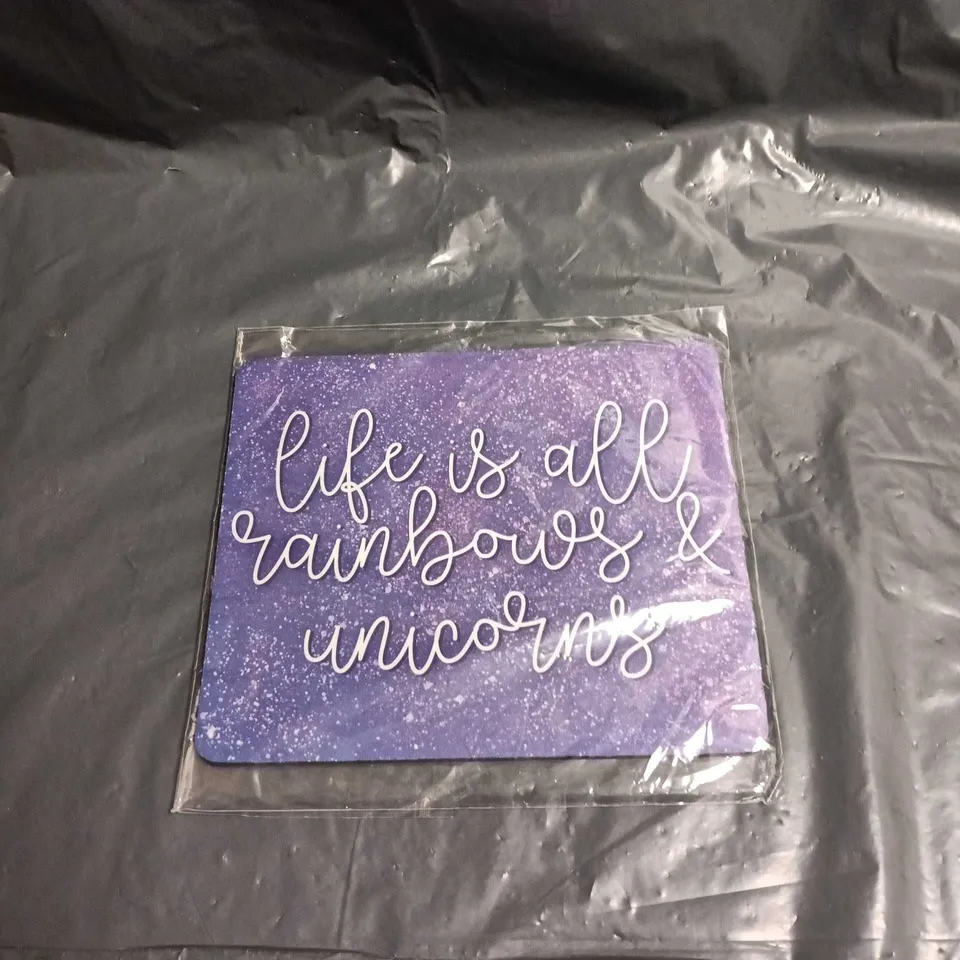 life is all
rainbows &
unicorns